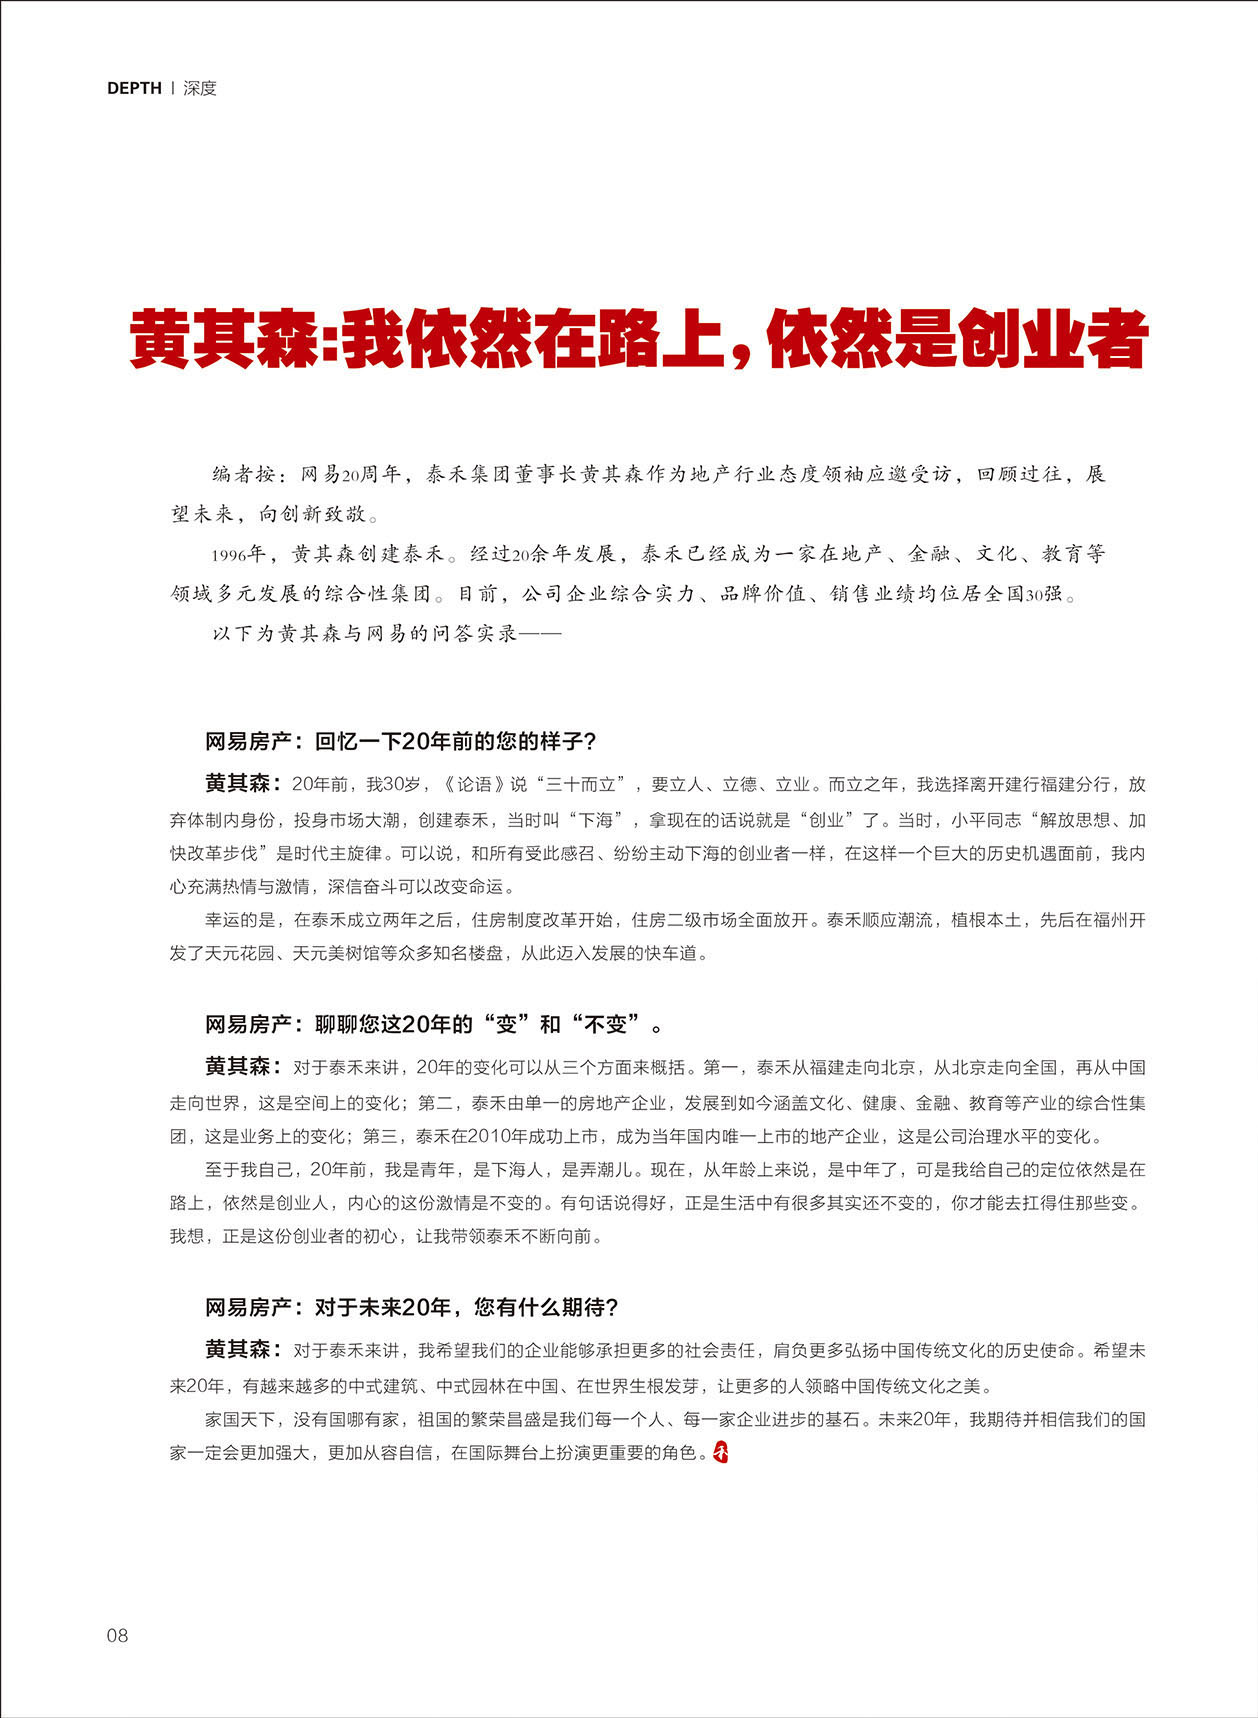 DEPTH | 深度
黄其森:我依然在路上，依然是创业者
编者按：网易20周年，泰禾集团董事长黄其森作为地产行业态度领袖应邀受访，回顾过往，展
望未来，向创新致敬。
1996年，黄其森创建泰禾。经过20余年发展，泰禾已经成为一家在地产、金融、文化、教育等
领域多元发展的综合性集团。目前，公司企业综合实力、品牌价值、销售业绩均位居全国30强。
以下为黄其森与网易的问答实录——
网易房产：回忆一下20年前的您的样子？
黄其森：20年前，我30岁，《论语》说“三十而立”，要立人、立德、立业。而立之年，我选择离开建行福建分行，放
弃体制内身份，投身市场大潮，创建泰禾，当时叫“下海”，拿现在的话说就是“创业”了。当时，小平同志“解放思想、加
快改革步伐”是时代主旋律。可以说，和所有受此感召、纷纷主动下海的创业者一样，在这样一个巨大的历史机遇面前，我内
心充满热情与激情，深信奋斗可以改变命运。
幸运的是，在泰禾成立两年之后，住房制度改革开始，住房二级市场全面放开。泰禾顺应潮流，植根本土，先后在福州开
发了天元花园、天元美树馆等众多知名楼盘，从此迈入发展的快车道。
网易房产：聊聊您这20年的“变”和“不变”。
黄其森：对于泰禾来讲，20年的变化可以从三个方面来概括。第一，泰禾从福建走向北京，从北京走向全国，再从中国
走向世界，这是空间上的变化；第二，泰禾由单一的房地产企业，发展到如今涵盖文化、健康、金融、教育等产业的综合性集
团，这是业务上的变化；第三，泰禾在2010年成功上市，成为当年国内唯一上市的地产企业，这是公司治理水平的变化。
至于我自己，20年前，我是青年，是下海人，是弄潮儿。现在，从年龄上来说，是中年了，可是我给自己的定位依然是在
路上，依然是创业人，内心的这份激情是不变的。有句话说得好，正是生活中有很多其实还不变的，你才能去扛得住那些变。
我想，正是这份创业者的初心，让我带领泰禾不断向前。
网易房产：对于未来20年，您有什么期待？
黄其森：对于泰禾来讲，我希望我们的企业能够承担更多的社会责任，肩负更多弘扬中国传统文化的历史使命。希望未
来20年，有越来越多的中式建筑、中式园林在中国、在世界生根发芽，让更多的人领略中国传统文化之美。
家国天下，没有国哪有家，祖国的繁荣昌盛是我们每一个人、每一家企业进步的基石。未来20年，我期待并相信我们的国
家一定会更加强大，更加从容自信，在国际舞台上扮演更重要的角色。禾
08